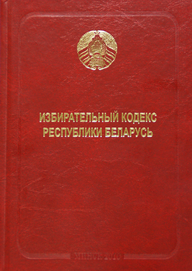 ИЗБИРАТЕЛЬНЫЙ КОДЕКС
РЕСПУБЛИКИ БЕЛАРУСЬ